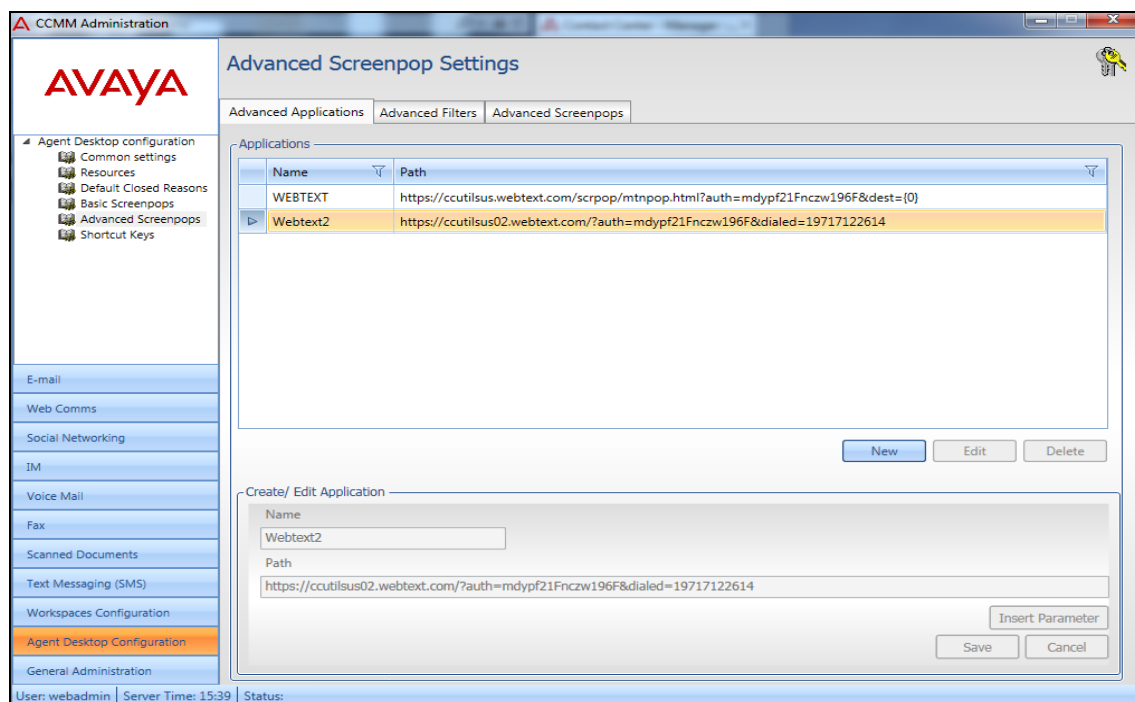 CCMM Administration
AVAYA
Agent Desktop configuration
Common settings
Resources
Default Closed Reasons
Basic Screenpops
Advanced Screenpops
Shortcut Keys
E-mail
Web Comms
Social Networking
IM
Voice Mail
Fax
Scanned Documents
Text Messaging (SMS)
Workspaces Configuration
Agent Desktop Configuration
General Administration
Advanced Screenpop Settings
Advanced Applications Advanced Filters Advanced Screenpops
Applications
Name Path
WEBTEXT https://ccutilsus.webtext.com/scrpop/mtnpop.html?auth=mdypf21Fnczw196F&dest={0}
Webtext2 https://ccutilsus02.webtext.com/?auth=mdypf21Fnczw196F&dialed=19717122614
New Edit Delete
Create/ Edit Application
Name
Webtext2
Path
https://ccutilsus02.webtext.com/?auth=mdypf21Fnczw196F&dialed=19717122614
Insert Parameter
Save Cancel
User: webadmin Server Time: 15:39 Status: